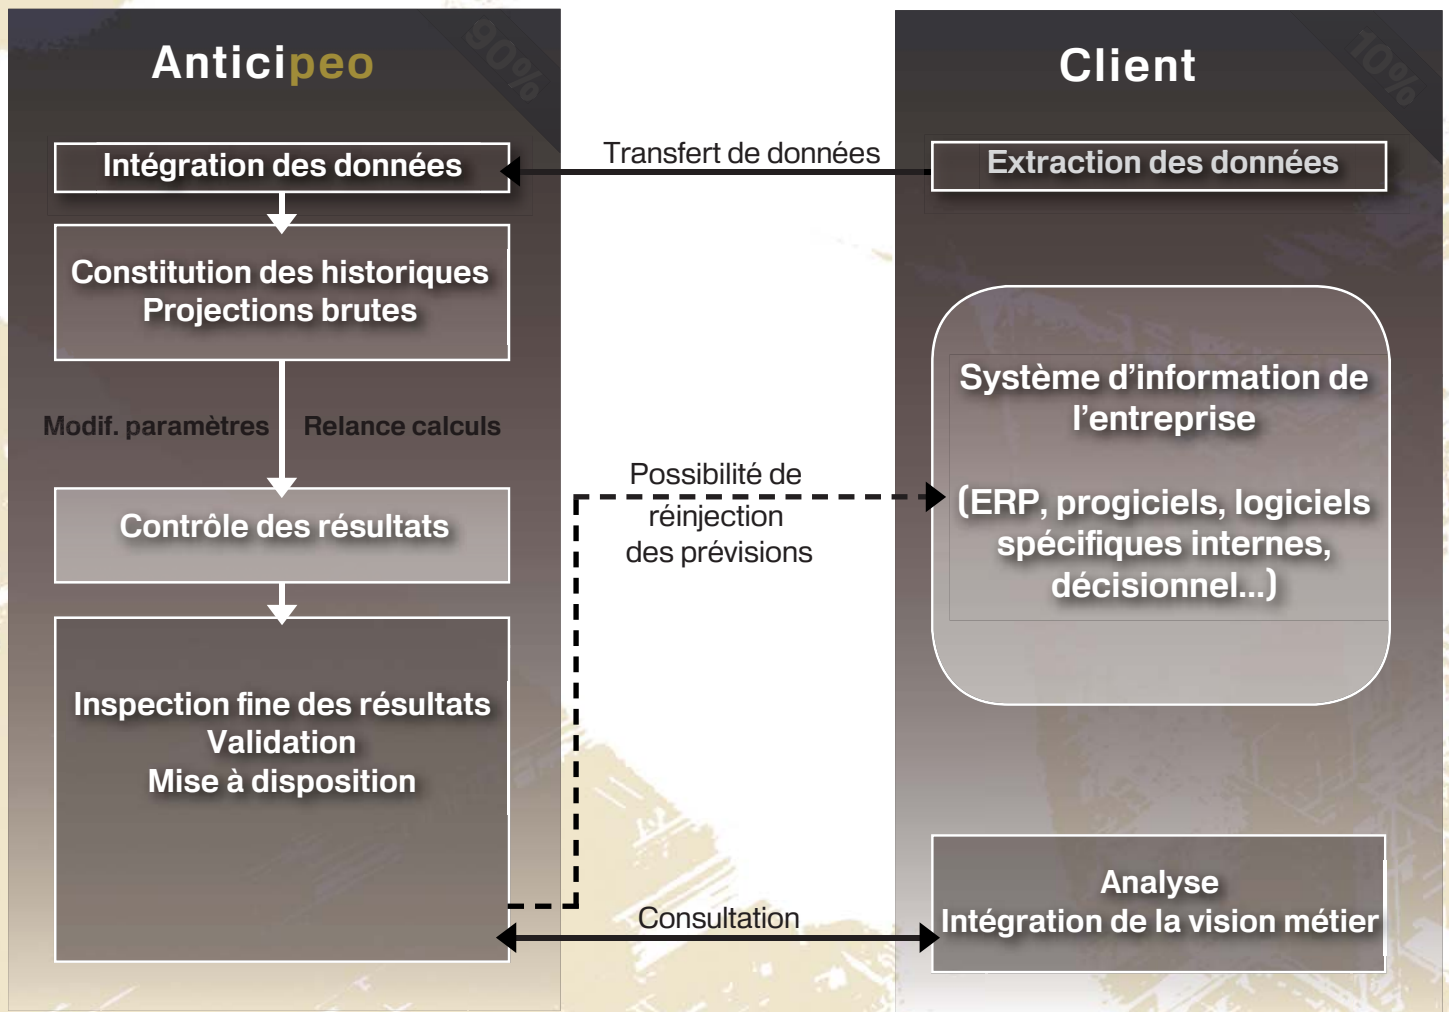 Anticipeo
90%
Intégration des données
Constitution des historiques
Projections brutes
Modif. paramètres
Relance calculs
Contrôle des résultats
Inspection fine des résultats
Validation
Mise à disposition
Transfert de données
Possibilité de
réinjection
des prévisions
Consultation
Client
10%
Extraction des données
Système d’information de
l’entreprise
(ERP, progiciels, logiciels
spécifiques internes,
décisionnel...)
Analyse
Intégration de la vision métier